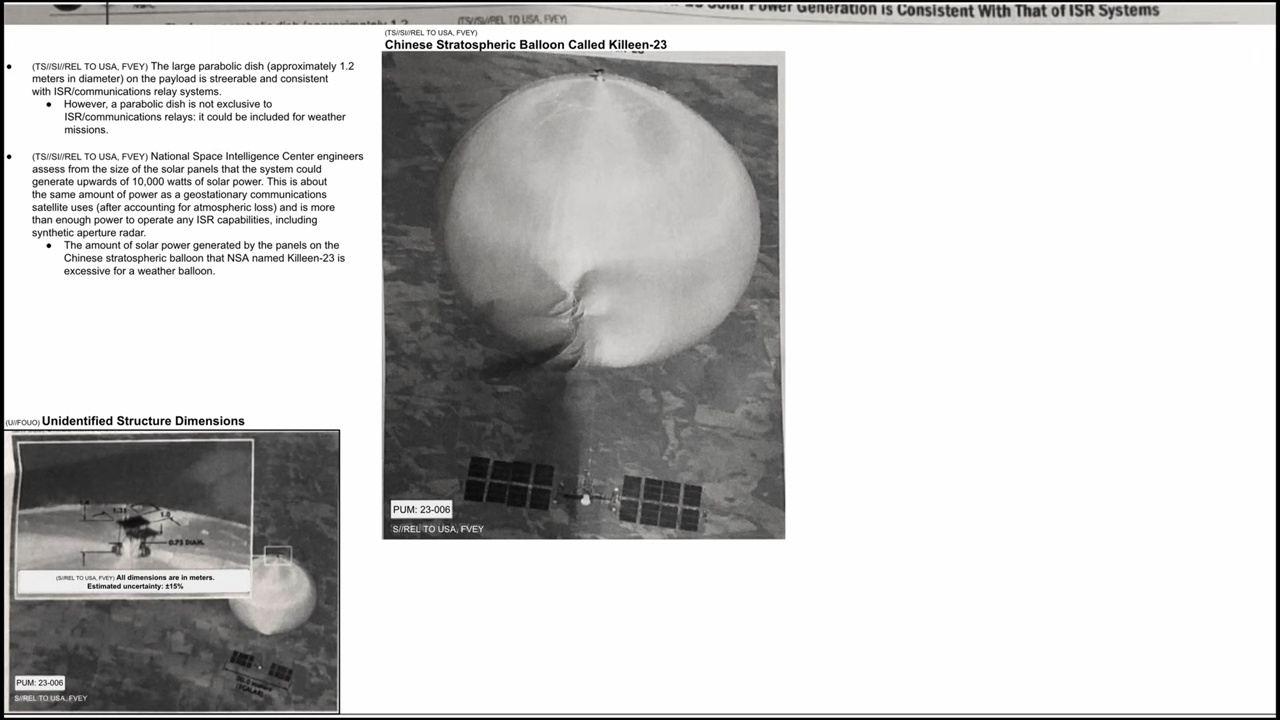 Solar Power Generation is Consistent With That of ISR Systems
(TS//SI//REL TO USA, FVEY)
(TS//SI//REL TO USA, FVEY)
Chinese Stratospheric Balloon Called Killeen-23
(TS//SI//REL TO USA, FVEY) The large parabolic dish (approximately 1.2
meters in diameter) on the payload is streerable and consistent
with ISR/communications relay systems.
However, a parabolic dish is not exclusive to
ISR/communications relays: it could be included for weather
missions.
(TS//SI//REL TO USA, FVEY) National Space Intelligence Center engineers
assess from the size of the solar panels that the system could
generate upwards of 10,000 watts of solar power. This is about
the same amount of power as a geostationary communications
satellite uses (after accounting for atmospheric loss) and is more
than enough power to operate any ISR capabilities, including
synthetic aperture radar.
The amount of solar power generated by the panels on the
Chinese stratospheric balloon that NSA named Killeen-23 is
excessive for a weather balloon.
PUM: 23-006
S//REL TO USA, FVEY
(U//FOUO) Unidentified Structure Dimensions
0.75 DIAM.
(S//REL TO USA, FVEY) All dimensions are in meters.
Estimated uncertainty: ±15%
(SCALAR)
PUM: 23-006
S//REL TO USA, FVEY